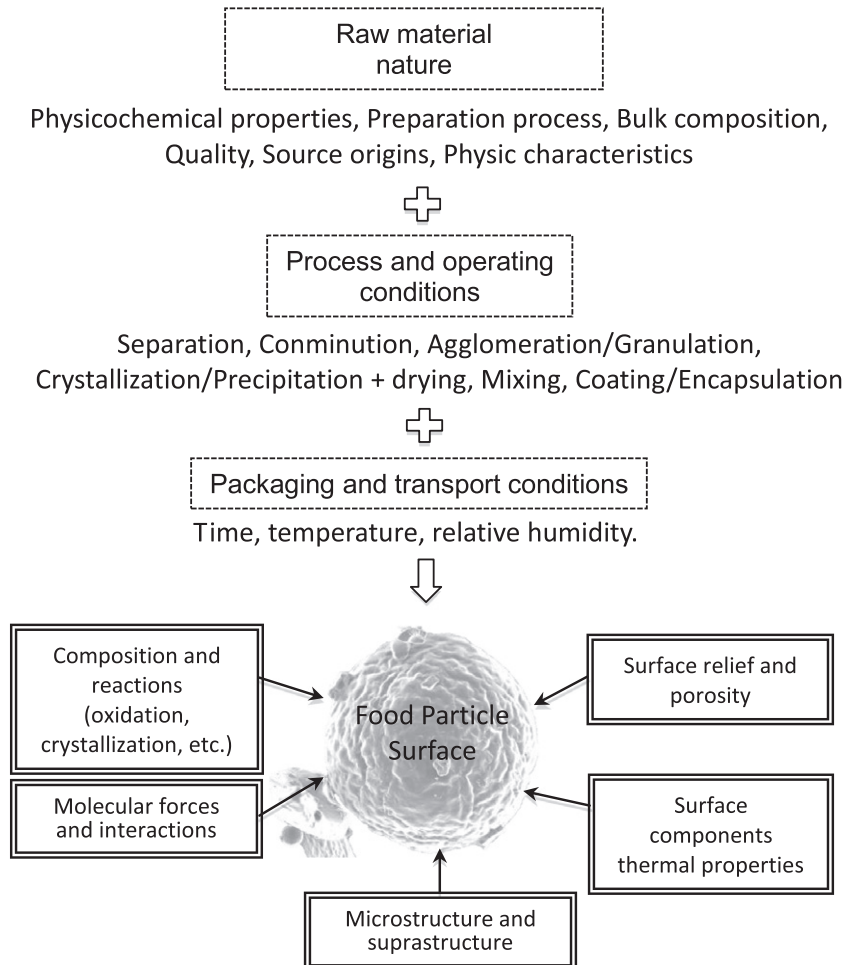 Raw material
nature
Physicochemical properties, Preparation process, Bulk composition,
Quality, Source origins, Physic characteristics
Process and operating
conditions
Separation, Conminution, Agglomeration/Granulation,
Crystallization/Precipitation + drying, Mixing, Coating/Encapsulation
Packaging and transport conditions
Time, temperature, relative humidity.
Composition and
reactions
(oxidation,
crystallization, etc.)
Molecular forces
and interactions
Food Particle
Surface
Surface relief and
porosity
Surface
components
thermal properties
Microstructure and
suprastructure